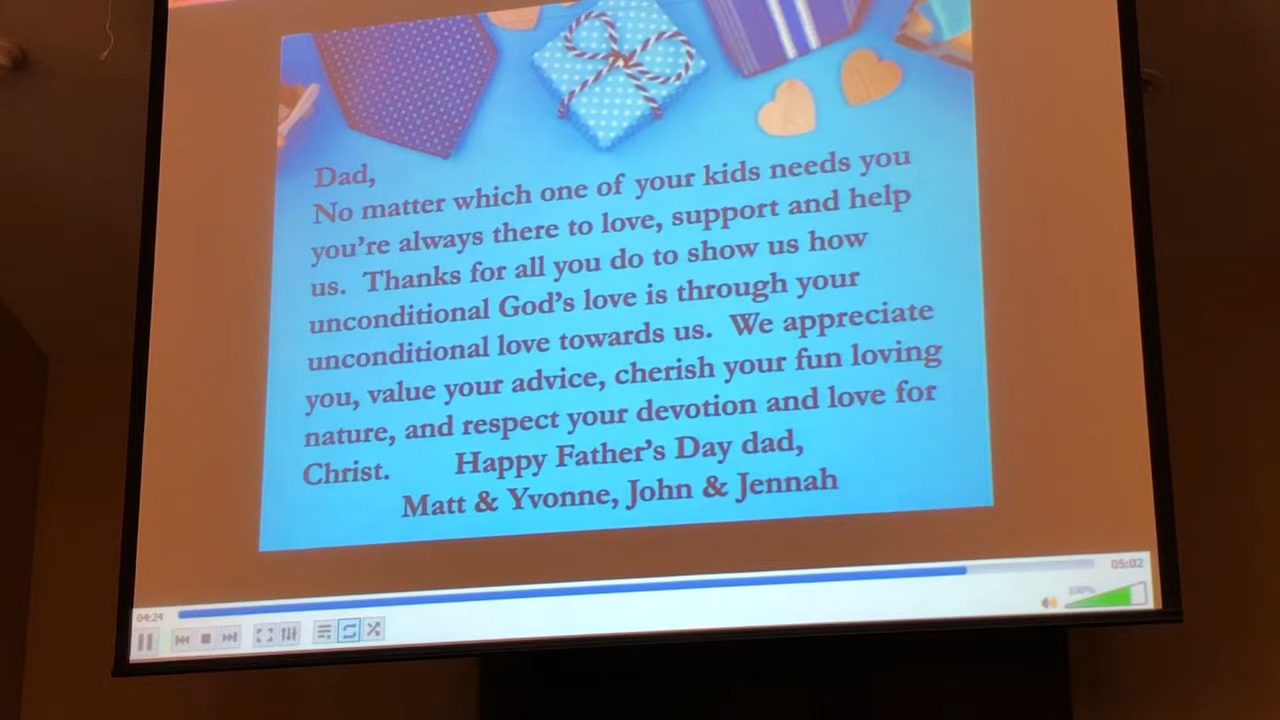 Dad,
No matter which one of your kids needs you
you're always there to love, support and help
us. Thanks for all you do to show us how
unconditional God's love is through your
unconditional love towards us. We appreciate
you, value your advice, cherish your fun loving
nature, and respect your devotion and love for
Christ. Happy Father's Day dad,
Matt & Yvonne, John & Jennah
04:24
05:02
100%